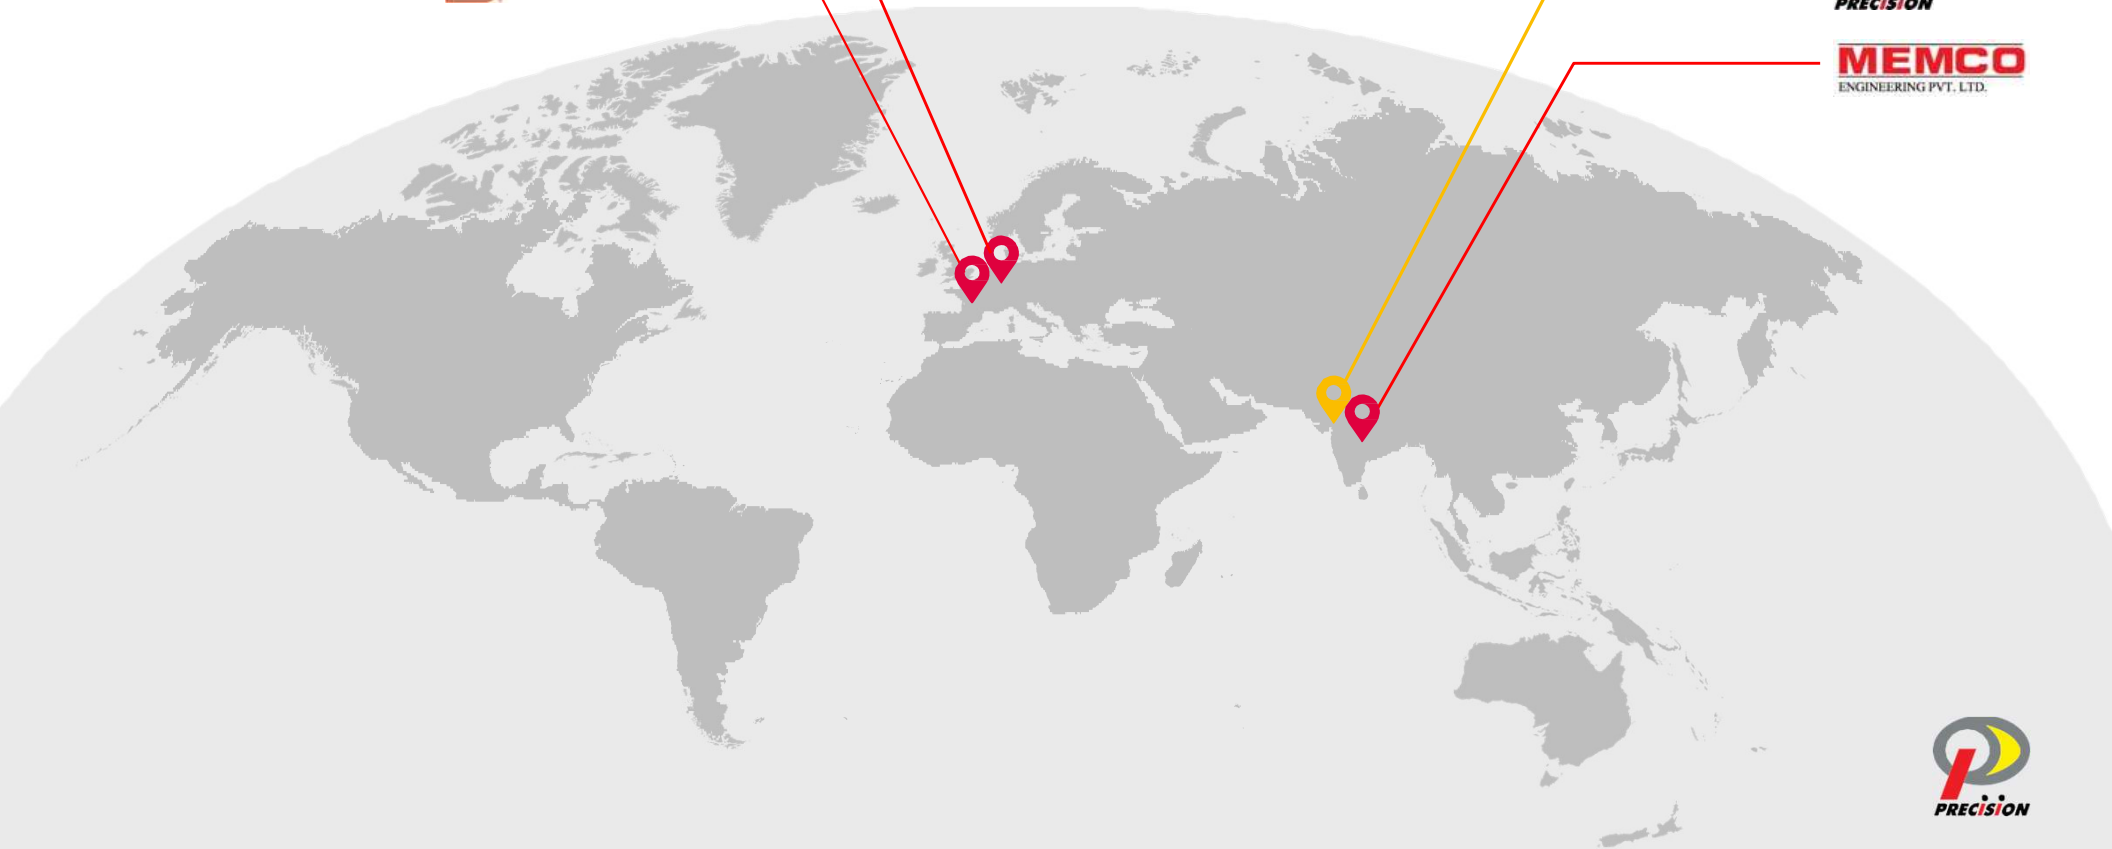 PRECISION
MEMCO
ENGINEERING PVT. LTD.
PRECISION